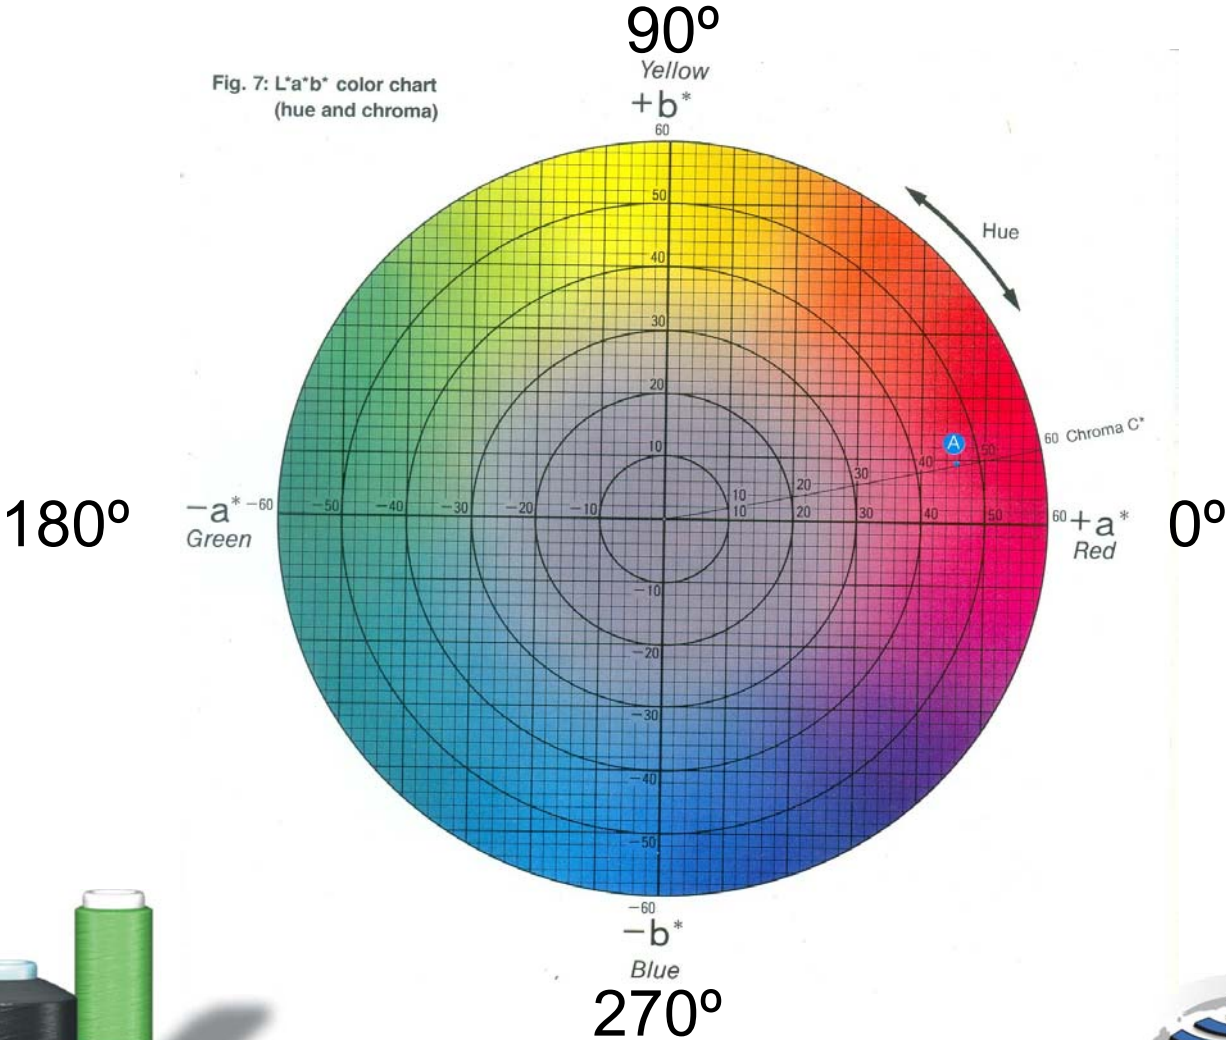 90º
Yellow
+b*
Fig. 7: L*a*b* color chart
(hue and chroma)
60
50
Hue
40
30
20
10
A
60 Chroma C*
50
40
30
20
10
180º
−a*
Green
−60
−50
−40
−30
−20
−10
10
20
30
40
50
60
+a*
Red
0º
−10
−20
−30
−40
−50
−60
−b*
Blue
270º